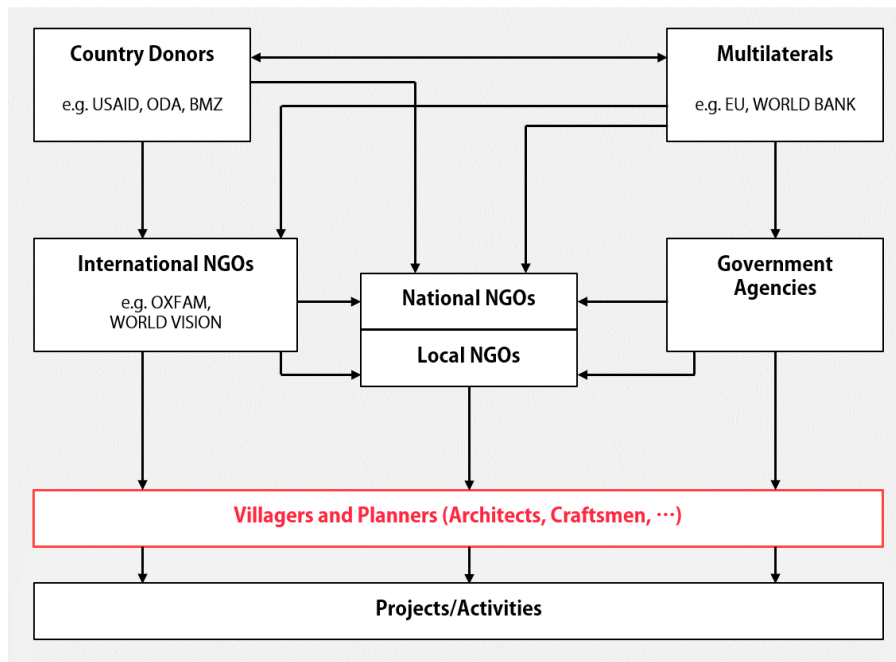 Country Donors
e.g. USAID, ODA, BMZ
Multilaterals
e.g. EU, WORLD BANK
International NGOs
e.g. OXFAM,
WORLD VISION
National NGOs
Local NGOs
Government
Agencies
Villagers and Planners (Architects, Craftsmen, ⋯)
Projects/Activities